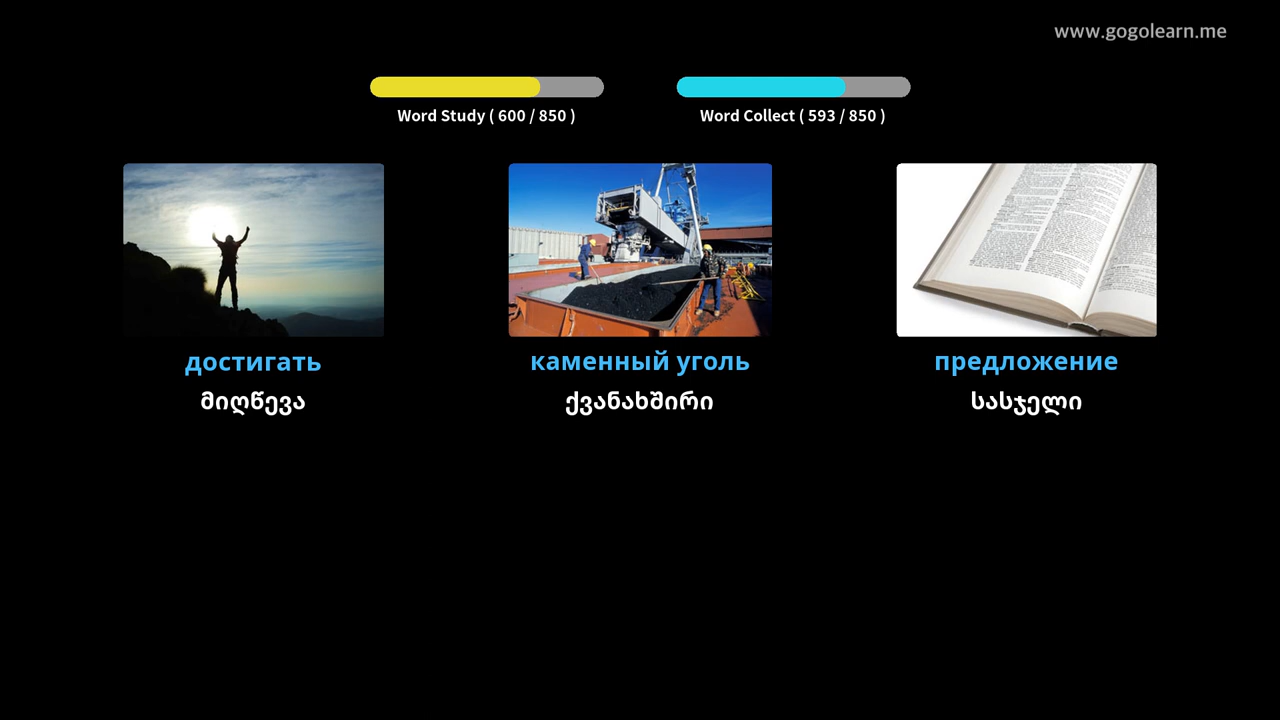 www.gogolearn.me
Word Study ( 600 / 850 )
Word Collect ( 593 / 850 )
достигать
каменный уголь
предложение
მიღწევა
ქვანახშირი
სასჯელი